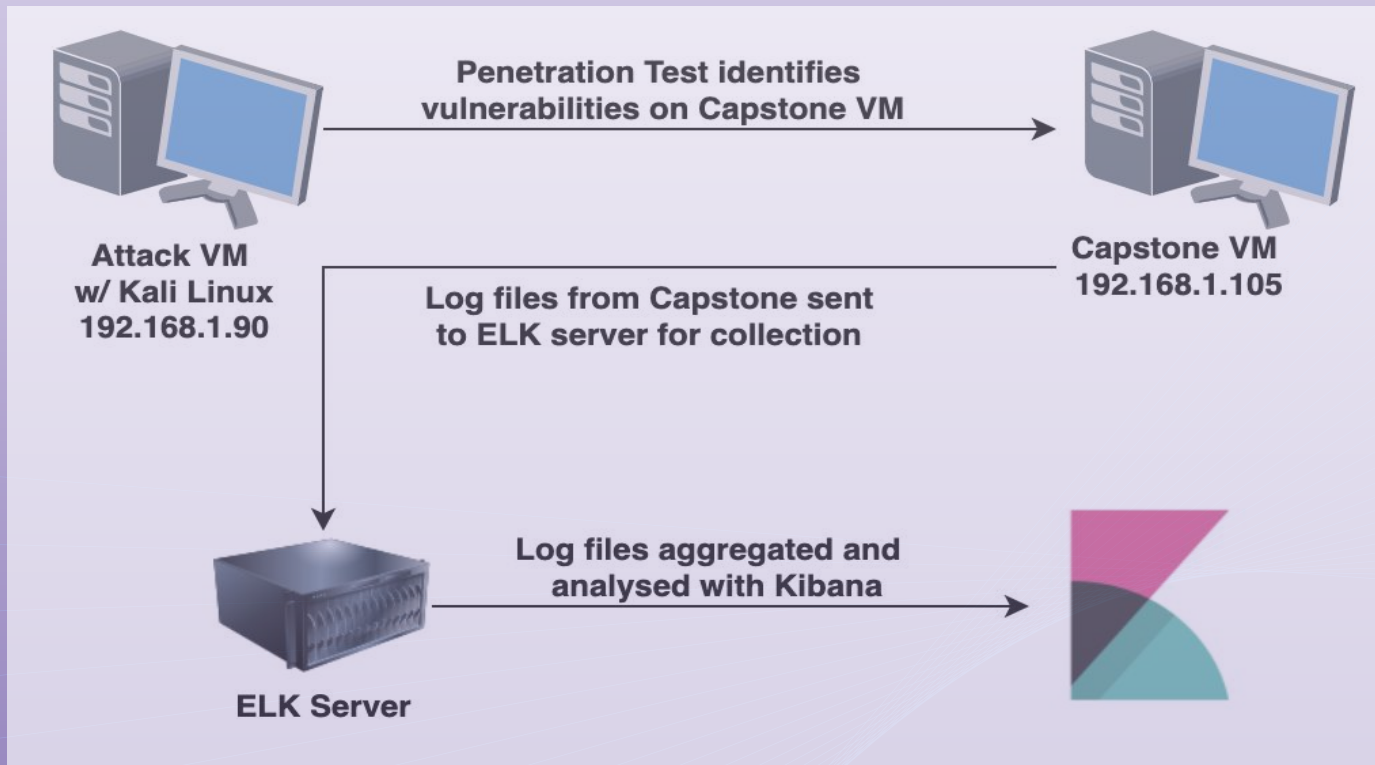 Penetration Test identifies
vulnerabilities on Capstone VM
Attack VM
w/ Kali Linux
192.168.1.90
Capstone VM
192.168.1.105
Log files from Capstone sent
to ELK server for collection
Log files aggregated and
analysed with Kibana
ELK Server